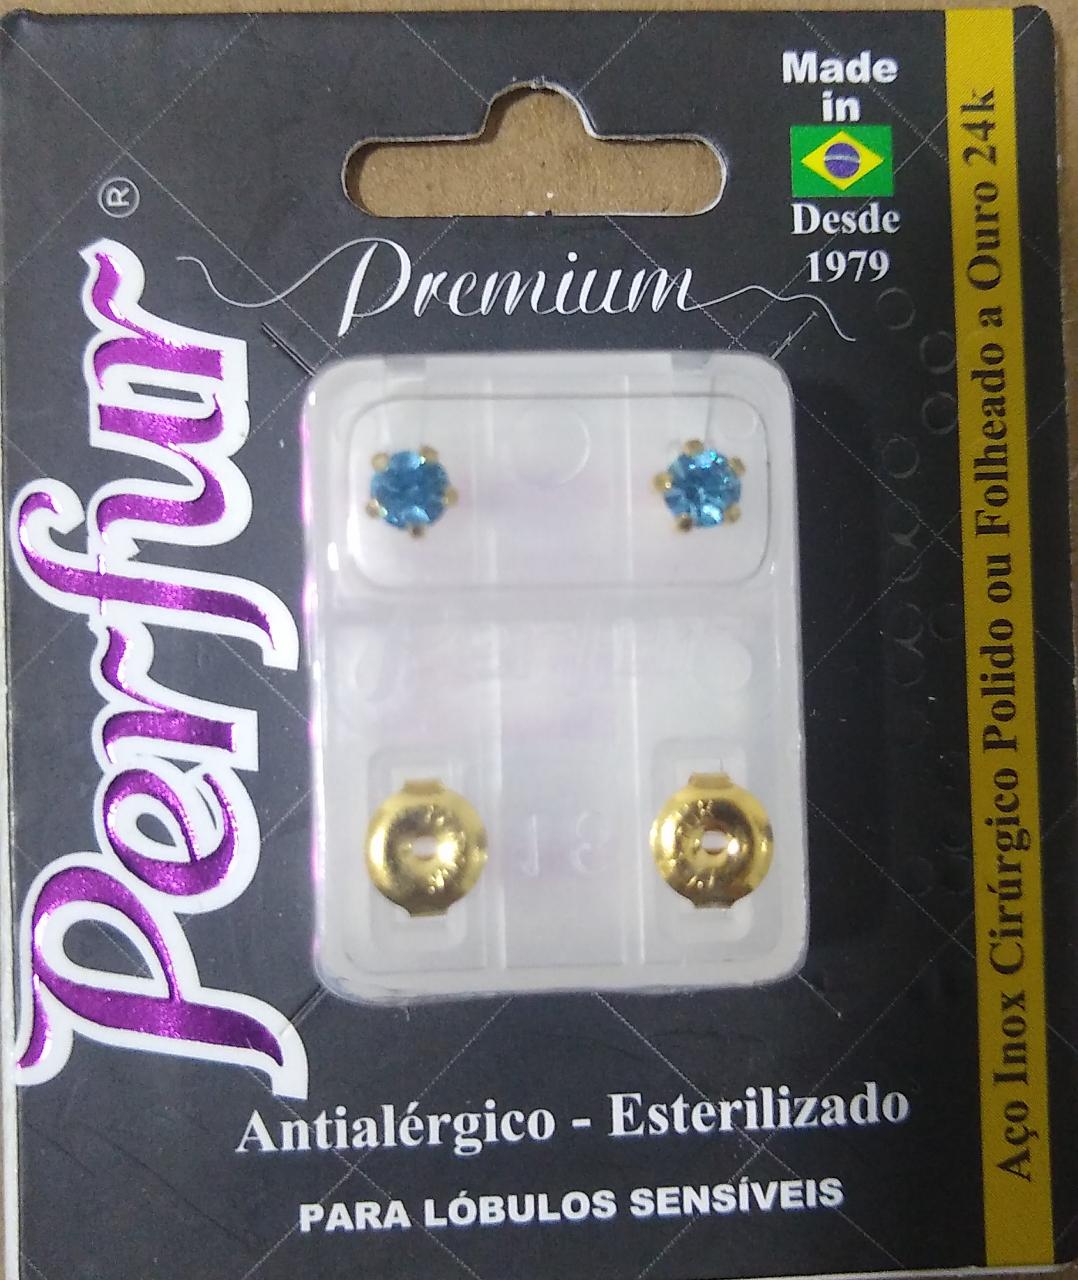 Made
in
Desde
1979
Premium
Perfur®
Antialérgico - Esterilizado
PARA LÓBULOS SENSÍVEIS
Aço Inox Cirúrgico Polido ou Folheado a Ouro 24k